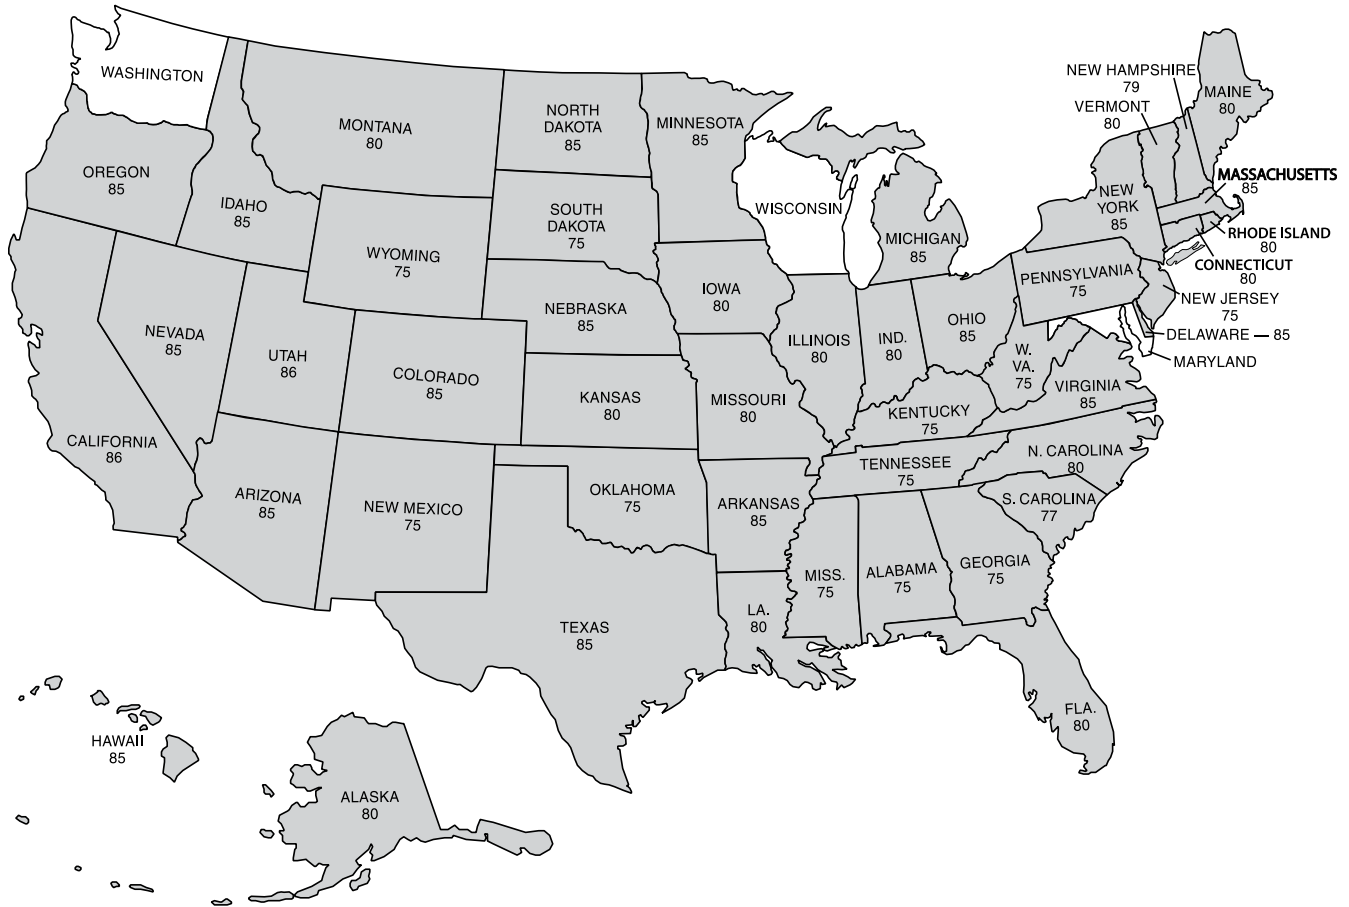 WASHINGTON
MONTANA
80
NORTH
DAKOTA
85
MINNESOTA
85
NEW HAMPSHIRE
79
VERMONT
80
MAINE
80
OREGON
85
IDAHO
85
WYOMING
75
SOUTH
DAKOTA
75
WISCONSIN
MICHIGAN
85
NEW
YORK
85
MASSACHUSETTS
85
RHODE ISLAND
80
CONNECTICUT
80
NEVADA
85
UTAH
86
COLORADO
85
NEBRASKA
85
IOWA
80
ILLINOIS
80
IND.
80
OHIO
85
PENNSYLVANIA
75
NEW JERSEY
75
DELAWARE — 85
MARYLAND
W.
VA.
75
VIRGINIA
85
CALIFORNIA
86
KANSAS
80
MISSOURI
80
KENTUCKY
75
ARIZONA
85
NEW MEXICO
75
OKLAHOMA
75
ARKANSAS
85
TENNESSEE
75
N. CAROLINA
80
S. CAROLINA
77
TEXAS
85
LA.
80
MISS.
75
ALABAMA
75
GEORGIA
75
FLA.
80
HAWAII
85
ALASKA
80